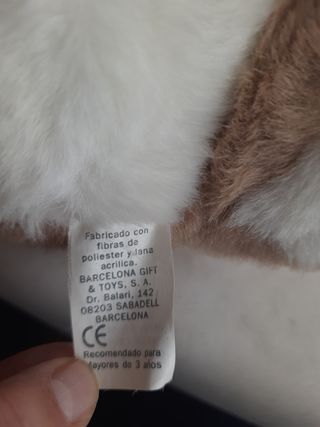 Fabricado con
fibras de
poliester y lana
acrílica.
BARCELONA GIFT
& TOYS, S. A.
Dr. Balari, 142
08203 SABADELL
BARCELONA
CE
Recomendado para
Mayores de 3 años